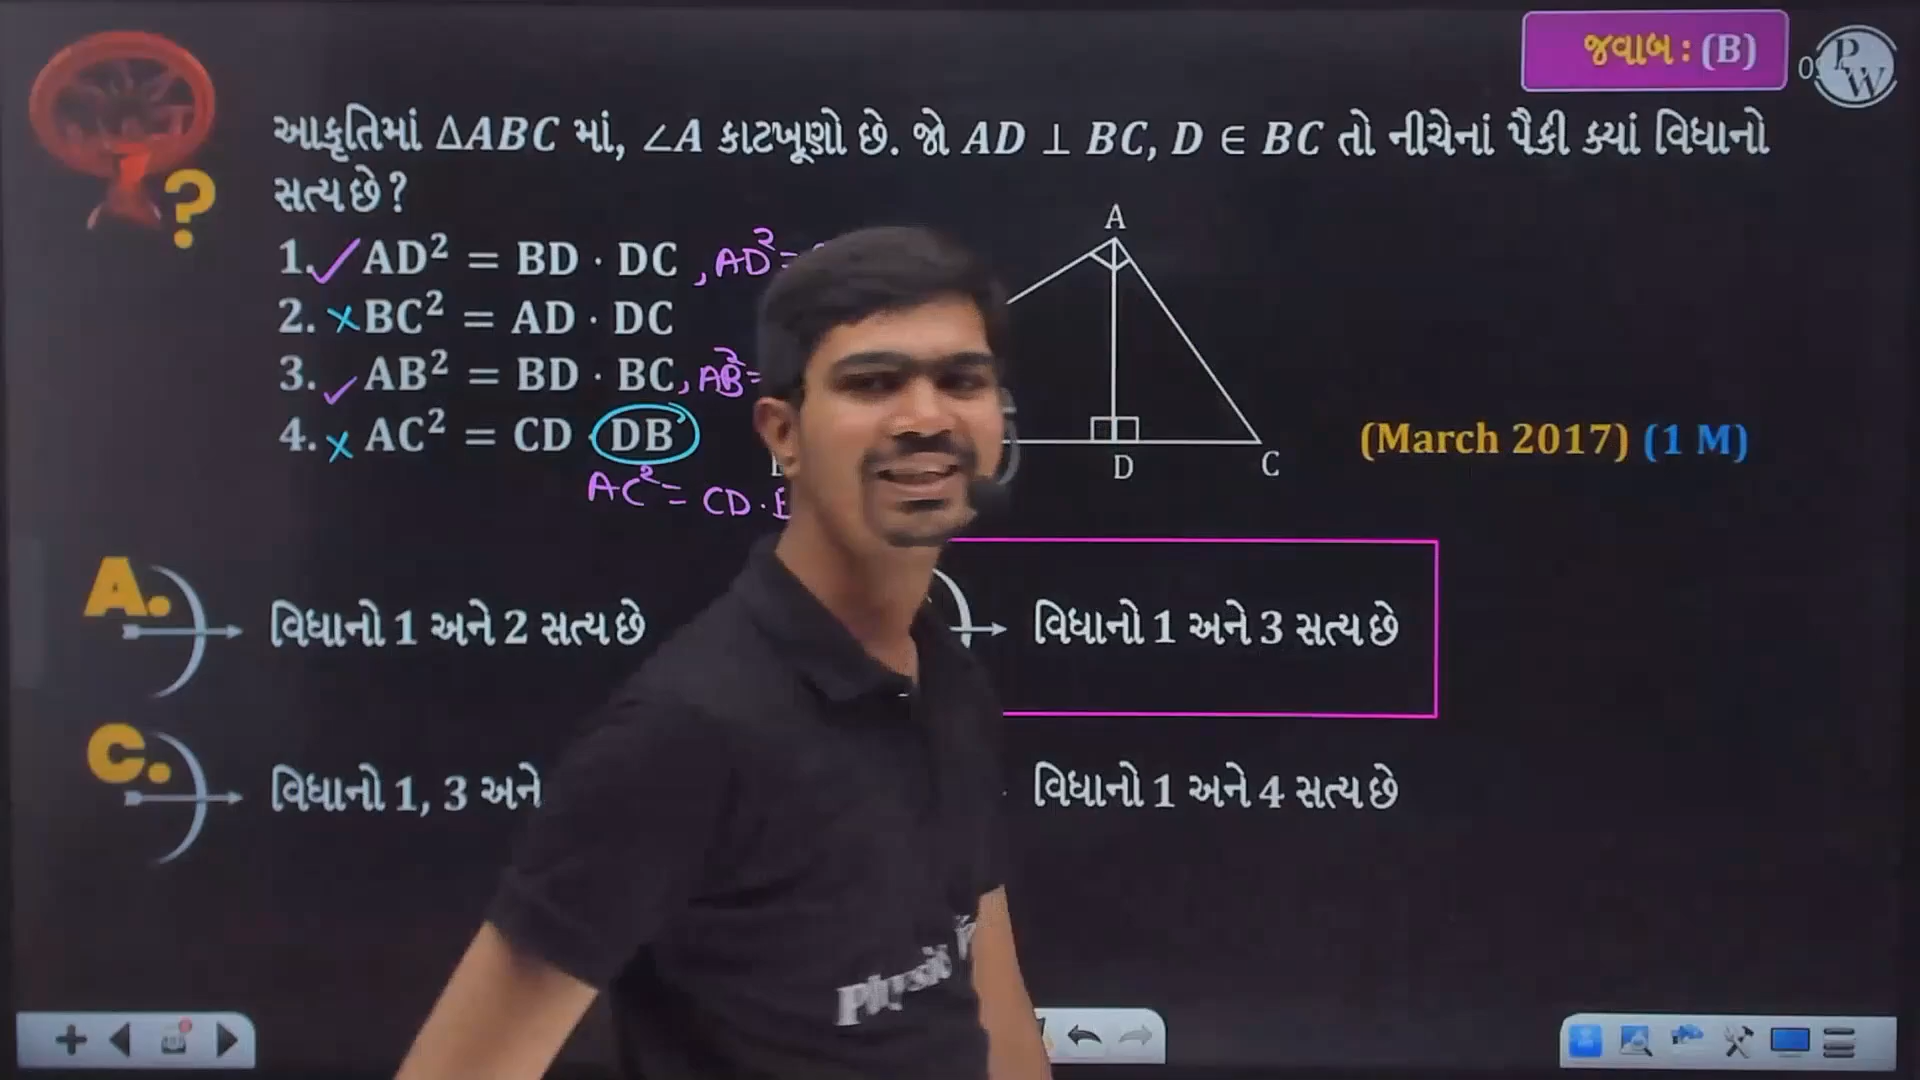 જવાબ : (B)
PW
આકૃતિમાં ΔABC માં, ∠A કાટખૂણો છે. જો AD ⊥ BC, D ∈ BC તો નીચેનાં પૈકી ક્યાં વિધાનો
સત્ય છે ?
1. ✓ AD² = BD · DC , AD² =
2. × BC² = AD · DC
3. ✓ AB² = BD · BC, AB² =
4. × AC² = CD · DB
AC² = CD ·
A
D
C
(March 2017) (1 M)
A. વિધાનો 1 અને 2 સત્ય છે
વિધાનો 1 અને 3 સત્ય છે
C. વિધાનો 1, 3 અને
વિધાનો 1 અને 4 સત્ય છે
Physics